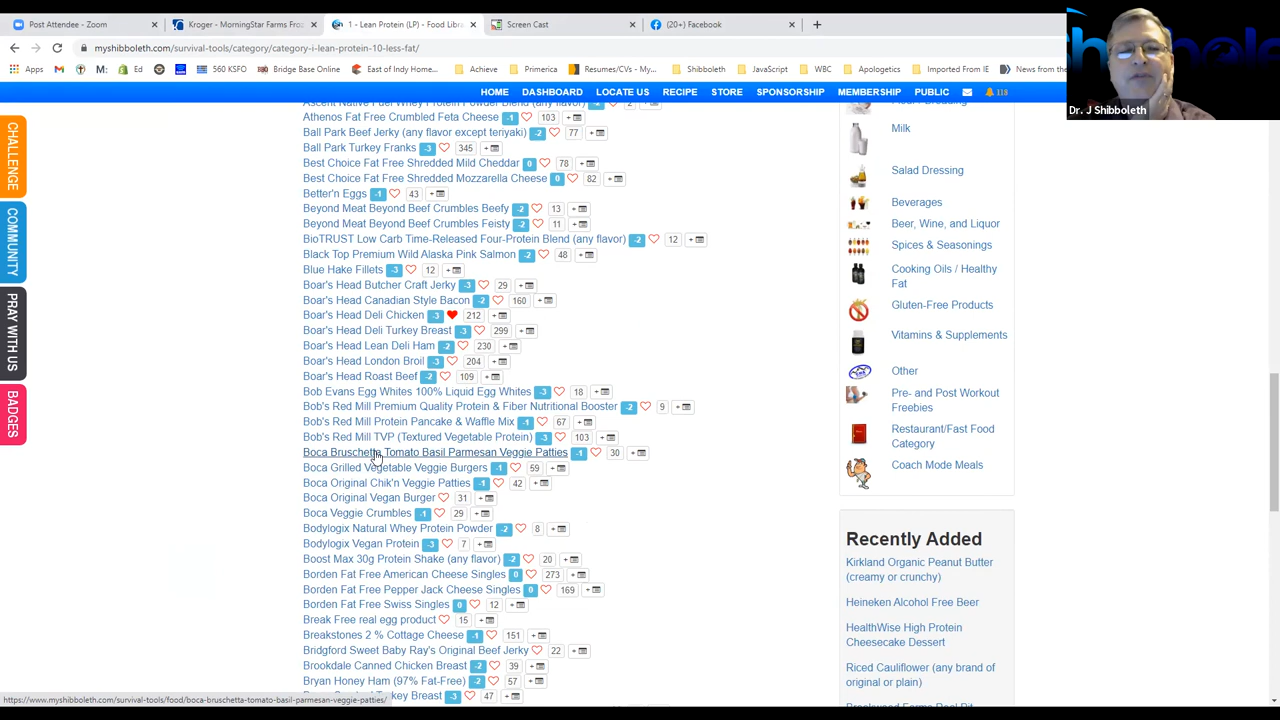 Post Attendee - Zoom
Kroger - MorningStar Farms Froz
1 - Lean Protein (LP) - Food Libra
Screen Cast
(20+) Facebook
myshibboleth.com/survival-tools/category/category-i-lean-protein-10-less-fat/
Apps
M:
Ed
560 KSFO
Bridge Base Online
East of Indy Home...
Achieve
Primerica
Resumes/CVs - My...
Shibboleth
JavaScript
WBC
Apologetics
Imported From IE
News from the
Dr. J Shibboleth
HOME DASHBOARD LOCATE US RECIPE STORE SPONSORSHIP MEMBERSHIP PUBLIC 118
CHALLENGE
COMMUNITY
PRAY WITH US
BADGES
Ascent Native Fuel Whey Protein Powder Blend (any flavor)
Athenos Fat Free Crumbled Feta Cheese -1 103 +
Ball Park Beef Jerky (any flavor except teriyaki) -2 77 +
Ball Park Turkey Franks -3 345 +
Best Choice Fat Free Shredded Mild Cheddar 0 78 +
Best Choice Fat Free Shredded Mozzarella Cheese 0 82 +
Better'n Eggs -1 43 +
Beyond Meat Beyond Beef Crumbles Beefy -2 13 +
Beyond Meat Beyond Beef Crumbles Feisty -2 11 +
BioTRUST Low Carb Time-Released Four-Protein Blend (any flavor) -2 12 +
Black Top Premium Wild Alaska Pink Salmon -2 48 +
Blue Hake Fillets -3 12 +
Boar's Head Butcher Craft Jerky -3 29 +
Boar's Head Canadian Style Bacon -2 160 +
Boar's Head Deli Chicken -3 212 +
Boar's Head Deli Turkey Breast -3 299 +
Boar's Head Lean Deli Ham -2 230 +
Boar's Head London Broil -3 204 +
Boar's Head Roast Beef -2 109 +
Bob Evans Egg Whites 100% Liquid Egg Whites -3 18 +
Bob's Red Mill Premium Quality Protein & Fiber Nutritional Booster -2 9 +
Bob's Red Mill Protein Pancake & Waffle Mix -1 67 +
Bob's Red Mill TVP (Textured Vegetable Protein) -3 103 +
Boca Bruschetta Tomato Basil Parmesan Veggie Patties -1 30 +
Boca Grilled Vegetable Veggie Burgers -1 59 +
Boca Original Chik'n Veggie Patties -1 42 +
Boca Original Vegan Burger 31 +
Boca Veggie Crumbles -1 29 +
Bodylogix Natural Whey Protein Powder -2 8 +
Bodylogix Vegan Protein -3 7 +
Boost Max 30g Protein Shake (any flavor) -2 20 +
Borden Fat Free American Cheese Singles 0 273 +
Borden Fat Free Pepper Jack Cheese Singles 0 169 +
Borden Fat Free Swiss Singles 0 12 +
Break Free real egg product 15 +
Breakstones 2 % Cottage Cheese -1 151 +
Bridgford Sweet Baby Ray's Original Beef Jerky 22 +
Brookdale Canned Chicken Breast -2 39 +
Bryan Honey Ham (97% Fat-Free) -2 57 +
key Breast -3 47 +
https://www.myshibboleth.com/survival-tools/food/boca-bruschetta-tomato-basil-parmesan-veggie-patties/
Milk
Salad Dressing
Beverages
Beer, Wine, and Liquor
Spices & Seasonings
Cooking Oils / Healthy
Fat
Gluten-Free Products
Vitamins & Supplements
Other
Pre- and Post Workout
Freebies
Restaurant/Fast Food
Category
Coach Mode Meals
Recently Added
Kirkland Organic Peanut Butter
(creamy or crunchy)
Heineken Alcohol Free Beer
HealthWise High Protein
Cheesecake Dessert
Riced Cauliflower (any brand of
original or plain)